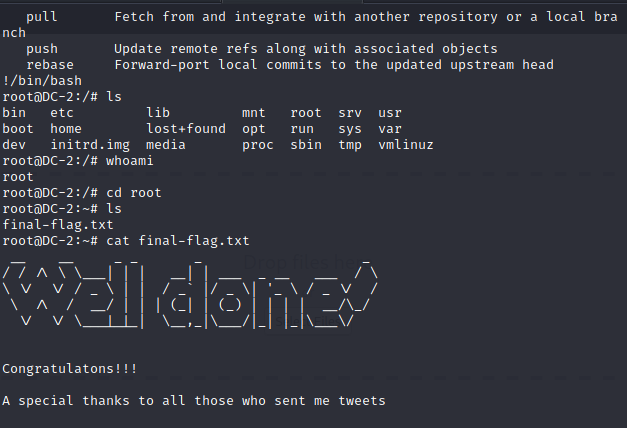 pull       Fetch from and integrate with another repository or a local bra
nch
   push       Update remote refs along with associated objects
   rebase     Forward-port local commits to the updated upstream head
!/bin/bash
root@DC-2:/# ls
bin   etc         lib         mnt   root  srv  usr
boot  home        lost+found  opt   run   sys  var
dev   initrd.img  media       proc  sbin  tmp  vmlinuz
root@DC-2:/# whoami
root
root@DC-2:/# cd root
root@DC-2:~# ls
final-flag.txt
root@DC-2:~# cat final-flag.txt
Well done!
Congratulatons!!!
A special thanks to all those who sent me tweets